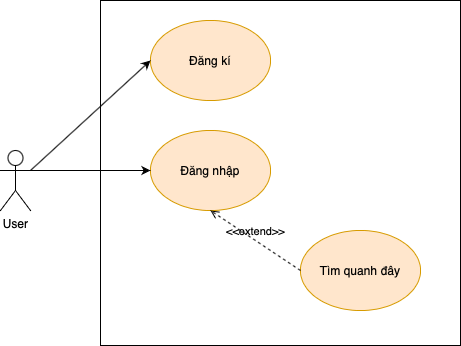 Đăng kí
Đăng nhập
User
<<extend>>
Tìm quanh đây